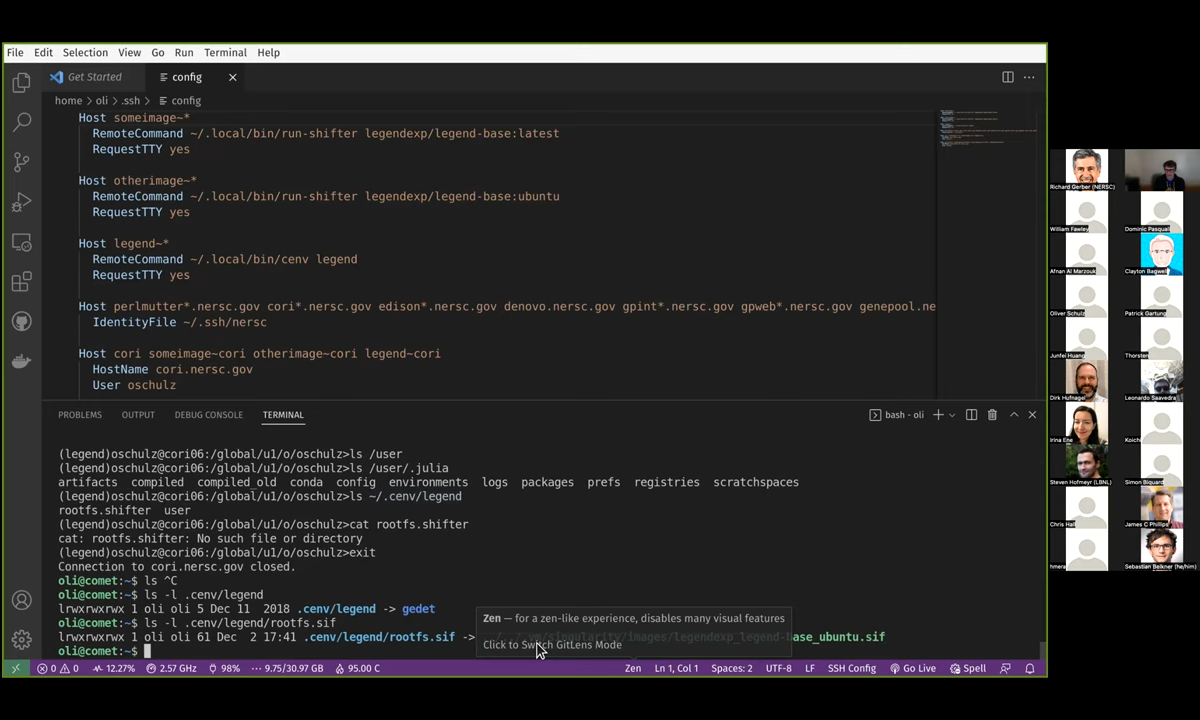 File Edit Selection View Go Run Terminal Help
Get Started config
home > oli > .ssh > config
Host someimage~*
RemoteCommand ~/.local/bin/run-shifter legendexp/legend-base:latest
RequestTTY yes
Host otherimage~*
RemoteCommand ~/.local/bin/run-shifter legendexp/legend-base:ubuntu
RequestTTY yes
Host legend~*
RemoteCommand ~/.local/bin/cenv legend
RequestTTY yes
Host perlmutter*.nersc.gov cori*.nersc.gov edison*.nersc.gov denovo.nersc.gov gpint*.nersc.gov gpweb*.nersc.gov genepool.ne
IdentityFile ~/.ssh/nersc
Host cori someimage~cori otherimage~cori legend~cori
HostName cori.nersc.gov
User oschulz
PROBLEMS OUTPUT DEBUG CONSOLE TERMINAL bash - oli
(legend)oschulz@cori06:/global/u1/o/oschulz>ls /user
(legend)oschulz@cori06:/global/u1/o/oschulz>ls /user/.julia
artifacts compiled compiled_old conda config environments logs packages prefs registries scratchspaces
(legend)oschulz@cori06:/global/u1/o/oschulz>ls ~/.cenv/legend
rootfs.shifter user
(legend)oschulz@cori06:/global/u1/o/oschulz>cat rootfs.shifter
cat: rootfs.shifter: No such file or directory
(legend)oschulz@cori06:/global/u1/o/oschulz>exit
Connection to cori.nersc.gov closed.
oli@comet:~$ ls ^C
oli@comet:~$ ls -l .cenv/legend
lrwxrwxrwx 1 oli oli 5 Dec 11 2018 .cenv/legend -> gedet
oli@comet:~$ ls -l .cenv/legend/rootfs.sif
lrwxrwxrwx 1 oli oli 61 Dec 2 17:41 .cenv/legend/rootfs.sif -> singularity/images/legendexp_legend-base_ubuntu.sif
oli@comet:~$
Zen — for a zen-like experience, disables many visual features
Click to Switch GitLens Mode
0 0 12.27% 2.57 GHz 98% 9.75/30.97 GB 95.00 C Zen Ln 1, Col 1 Spaces: 2 UTF-8 LF SSH Config Go Live Spell
Richard Gerber (NERSC)
William Fawley Dominic Pasquali
Afnan Al Marzouk Clayton Bagwell
Oliver Schulz Patrick Gartung
Junfei Huang Thorsten
Dirk Hufnagel Leonardo Saavedra
Irina Ene Koichi
Steven Hofmeyr (LBNL) Simon Biquard
Chris Hall James C Phillips
hmera Sebastian Belkner (he/him)